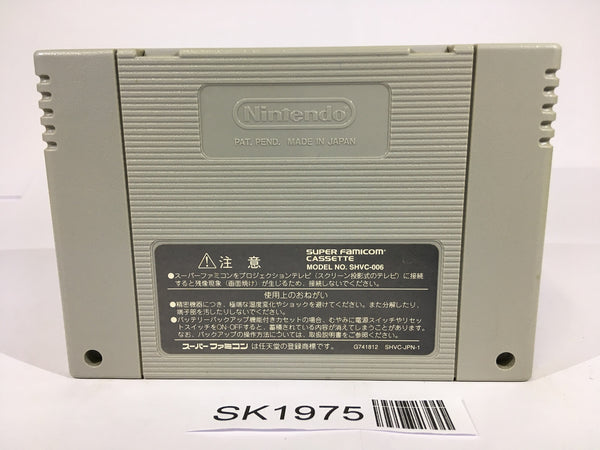 Nintendo
PAT. PEND. MADE IN JAPAN
⚠注意
SUPER FAMICOM
CASSETTE
MODEL NO. SHVC-006
●スーパーファミコンをプロジェクションテレビ(スクリーン投影式のテレビ)に接続
すると残像現象(画面焼け)が生じるため、接続しないでください。
使用上のおねがい
●精密機器につき、極端な温度変化やショックを避けてください。また分解したり、
端子部を汚したりしないでください。
●バッテリーバックアップ機能付きカセットの場合、むやみに電源スイッチやリセッ
トスイッチをON・OFFすると、蓄積されている内容が消えてしまうことがあります。
なお、バックアップの操作方法については、取扱説明書をご参照ください。
スーパーファミコンは任天堂の登録商標です。
G741812 SHVC-JPN-1
SK1975